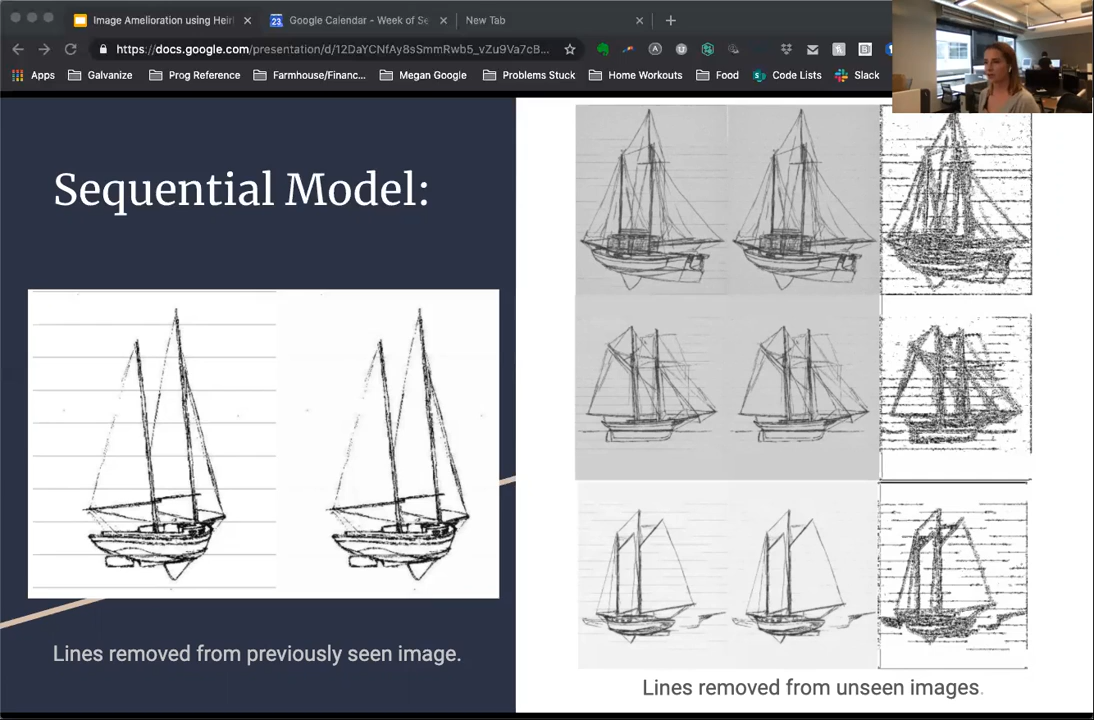 Image Amelioration using Heirl
23
Google Calendar - Week of Se
New Tab
https://docs.google.com/presentation/d/12DaYCNfAy8sSmmRwb5_vZu9Va7cB...
Apps
Galvanize
Prog Reference
Farmhouse/Financ...
Megan Google
Problems Stuck
Home Workouts
Food
Code Lists
Slack
Sequential Model:
Lines removed from previously seen image.
Lines removed from unseen images.